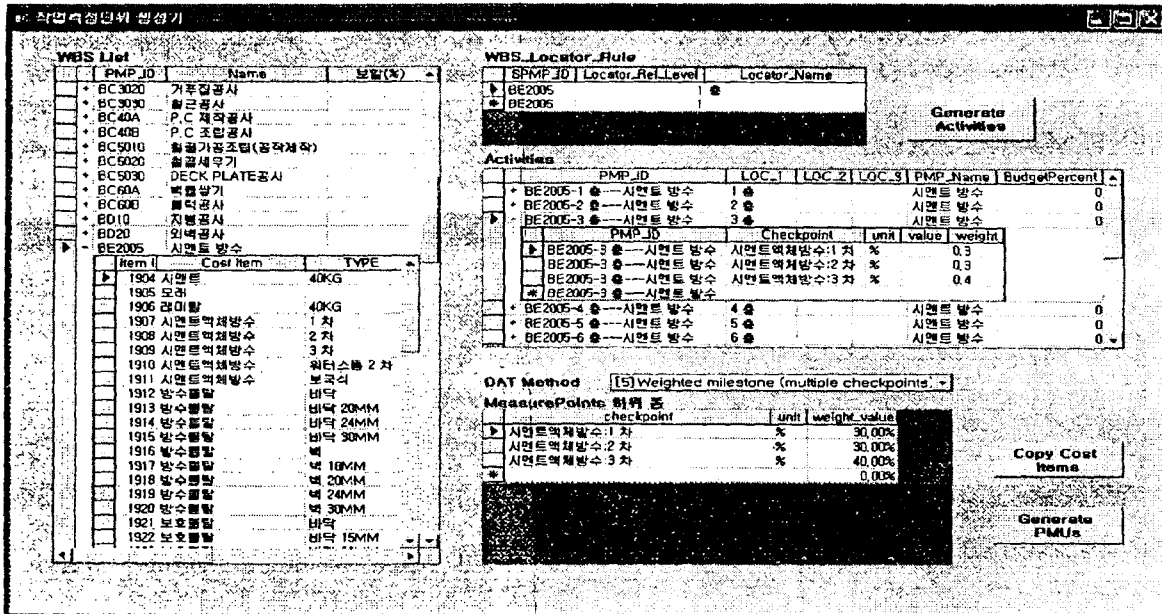 작업측정단위 생성기
WBS List
PMP_ID Name 보할(%)
BC3020 거푸집공사
BC3030 철근공사
BC40A P.C 제작공사
BC40B P.C 조립공사
BC5010 철골가공조립(공작제작)
BC5020 철골세우기
BC5030 DECK PLATE공사
BC60A 벽돌쌓기
BC60B 블럭공사
BD10 지붕공사
BD20 외벽공사
BE2005 시멘트 방수
Item I Cost Item TYPE
1904 시멘트 40KG
1905 모래
1906 레미탈 40KG
1907 시멘트액체방수 1 차
1908 시멘트액체방수 2 차
1909 시멘트액체방수 3 차
1910 시멘트액체방수 워터스톱 2 차
1911 시멘트액체방수 보국식
1912 방수몰탈 바닥
1913 방수몰탈 바닥 20MM
1914 방수몰탈 바닥 24MM
1915 방수몰탈 바닥 30MM
1916 방수몰탈 벽
1917 방수몰탈 벽 18MM
1918 방수몰탈 벽 20MM
1919 방수몰탈 벽 24MM
1920 방수몰탈 벽 30MM
1921 보호몰탈 바닥
1922 보호몰탈 바닥 15MM
WBS_Locator_Rule
SPMP_ID Locator_Rel_Level Locator_Name
BE2005 1 층
BE2005 1
Generate
Activities
Activities
PMP_ID LOC_1 LOC_2 LOC_3 PMP_Name BudgetPercent
BE2005-1 층---시멘트 방수 1 층 시멘트 방수 0
BE2005-2 층---시멘트 방수 2 층 시멘트 방수 0
BE2005-3 층---시멘트 방수 3 층 시멘트 방수 0
PMP_ID Checkpoint unit value weight
BE2005-3 층---시멘트 방수 시멘트액체방수:1 차 % 0.3
BE2005-3 층---시멘트 방수 시멘트액체방수:2 차 % 0.3
BE2005-3 층---시멘트 방수 시멘트액체방수:3 차 % 0.4
BE2005-3 층---시멘트 방수
BE2005-4 층---시멘트 방수 4 층 시멘트 방수 0
BE2005-5 층---시멘트 방수 5 층 시멘트 방수 0
BE2005-6 층---시멘트 방수 6 층 시멘트 방수 0
DAT Method [5] Weighted milestone (multiple checkpoints,
MeasurePoints 하위 폼
checkpoint unit weight_value
시멘트액체방수:1 차 % 30.00%
시멘트액체방수:2 차 % 30.00%
시멘트액체방수:3 차 % 40.00%
0.00%
Copy Cost
Items
Generate
PMUs